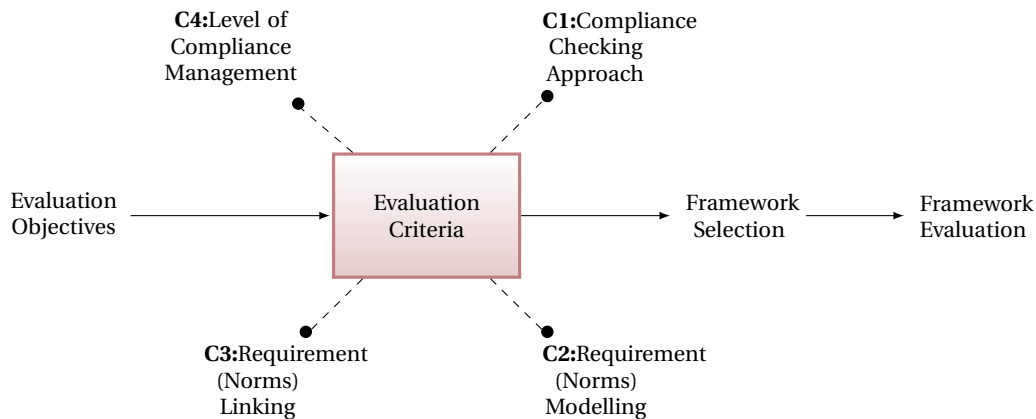 C4:Level of
Compliance
Management
C1:Compliance
Checking
Approach
Evaluation
Objectives
Evaluation
Criteria
Framework
Selection
Framework
Evaluation
C3:Requirement
(Norms)
Linking
C2:Requirement
(Norms)
Modelling